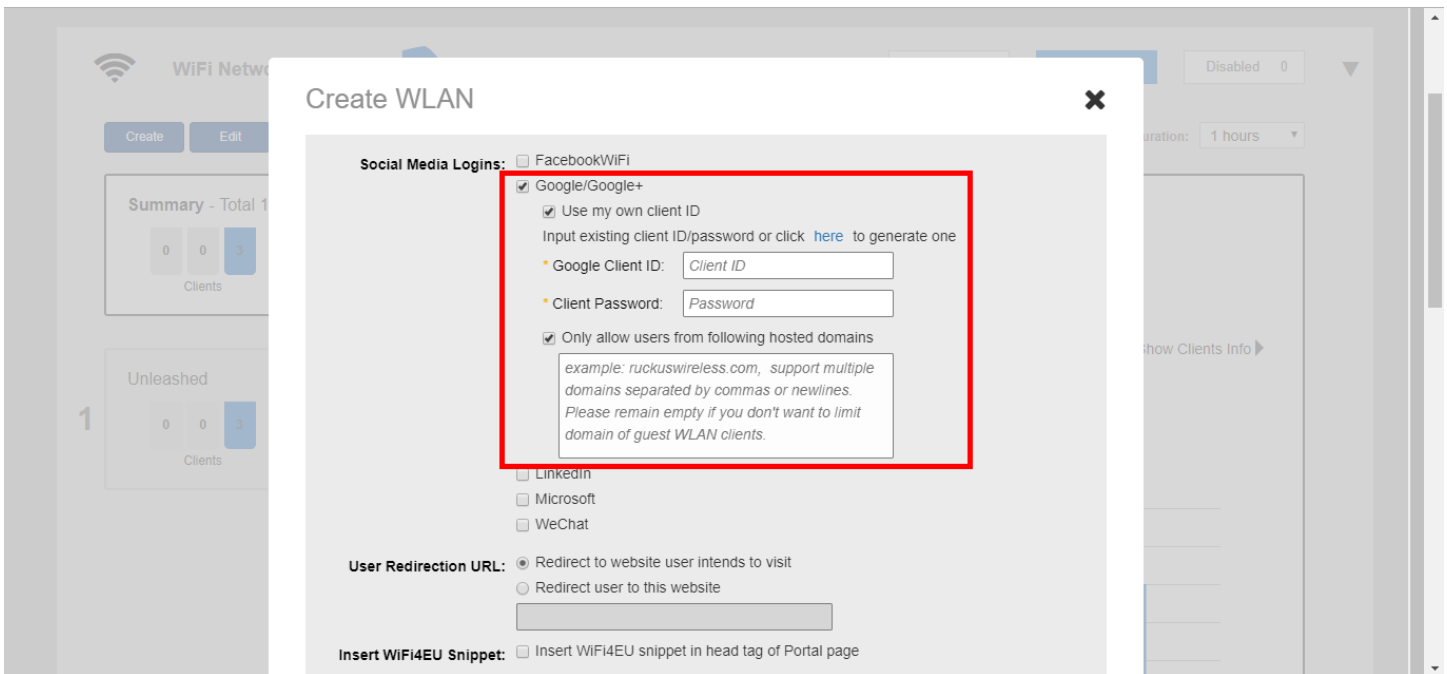 WiFi Netwo
Disabled 0
Create WLAN
Create
Edit
uration: 1 hours
Social Media Logins: FacebookWiFi
Google/Google+
Use my own client ID
Input existing client ID/password or click here to generate one
* Google Client ID: Client ID
* Client Password: Password
Only allow users from following hosted domains
example: ruckuswireless.com, support multiple
domains separated by commas or newlines.
Please remain empty if you don't want to limit
domain of guest WLAN clients.
LinkedIn
Microsoft
WeChat
User Redirection URL: Redirect to website user intends to visit
Redirect user to this website
Insert WiFi4EU Snippet: Insert WiFi4EU snippet in head tag of Portal page
Summary - Total 1
0 0 3
Clients
Show Clients Info
Unleashed
1
0 0 3
Clients